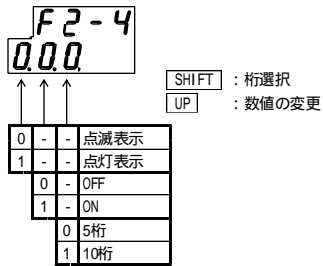 F2-4
0.0.0.
SHIFT ：桁選択
UP ：数値の変更
0 - - 点滅表示
1 - - 点灯表示
0 - OFF
1 - ON
0 5桁
1 10桁